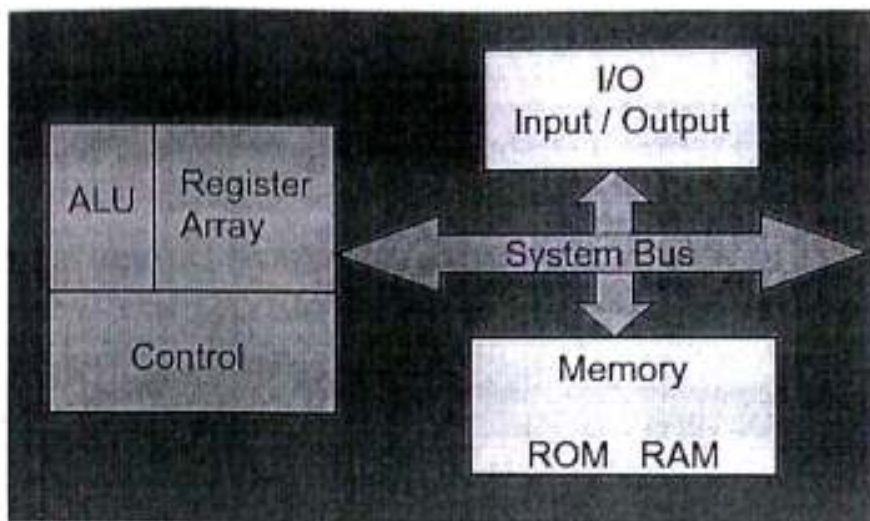 I/O
Input / Output
ALU
Register
Array
System Bus
Control
Memory
ROM RAM